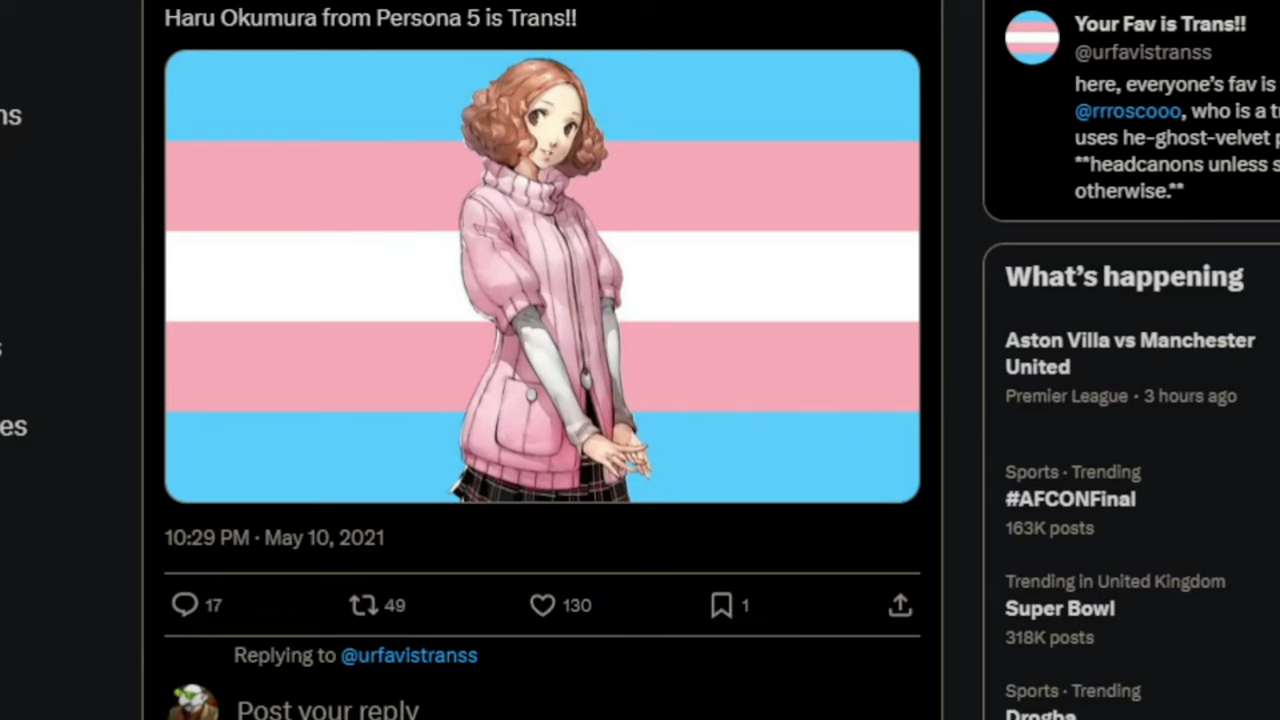 Haru Okumura from Persona 5 is Trans!!
10:29 PM · May 10, 2021
17 49 130 1
Replying to @urfavistranss
Post your reply
Your Fav is Trans!!
@urfavistranss
here, everyone's fav is
@rrroscooo, who is a
uses he-ghost-velvet
**headcanons unless
otherwise.**
What's happening
Aston Villa vs Manchester
United
Premier League · 3 hours ago
Sports · Trending
#AFCONFinal
163K posts
Trending in United Kingdom
Super Bowl
318K posts
Sports · Trending
Drogba